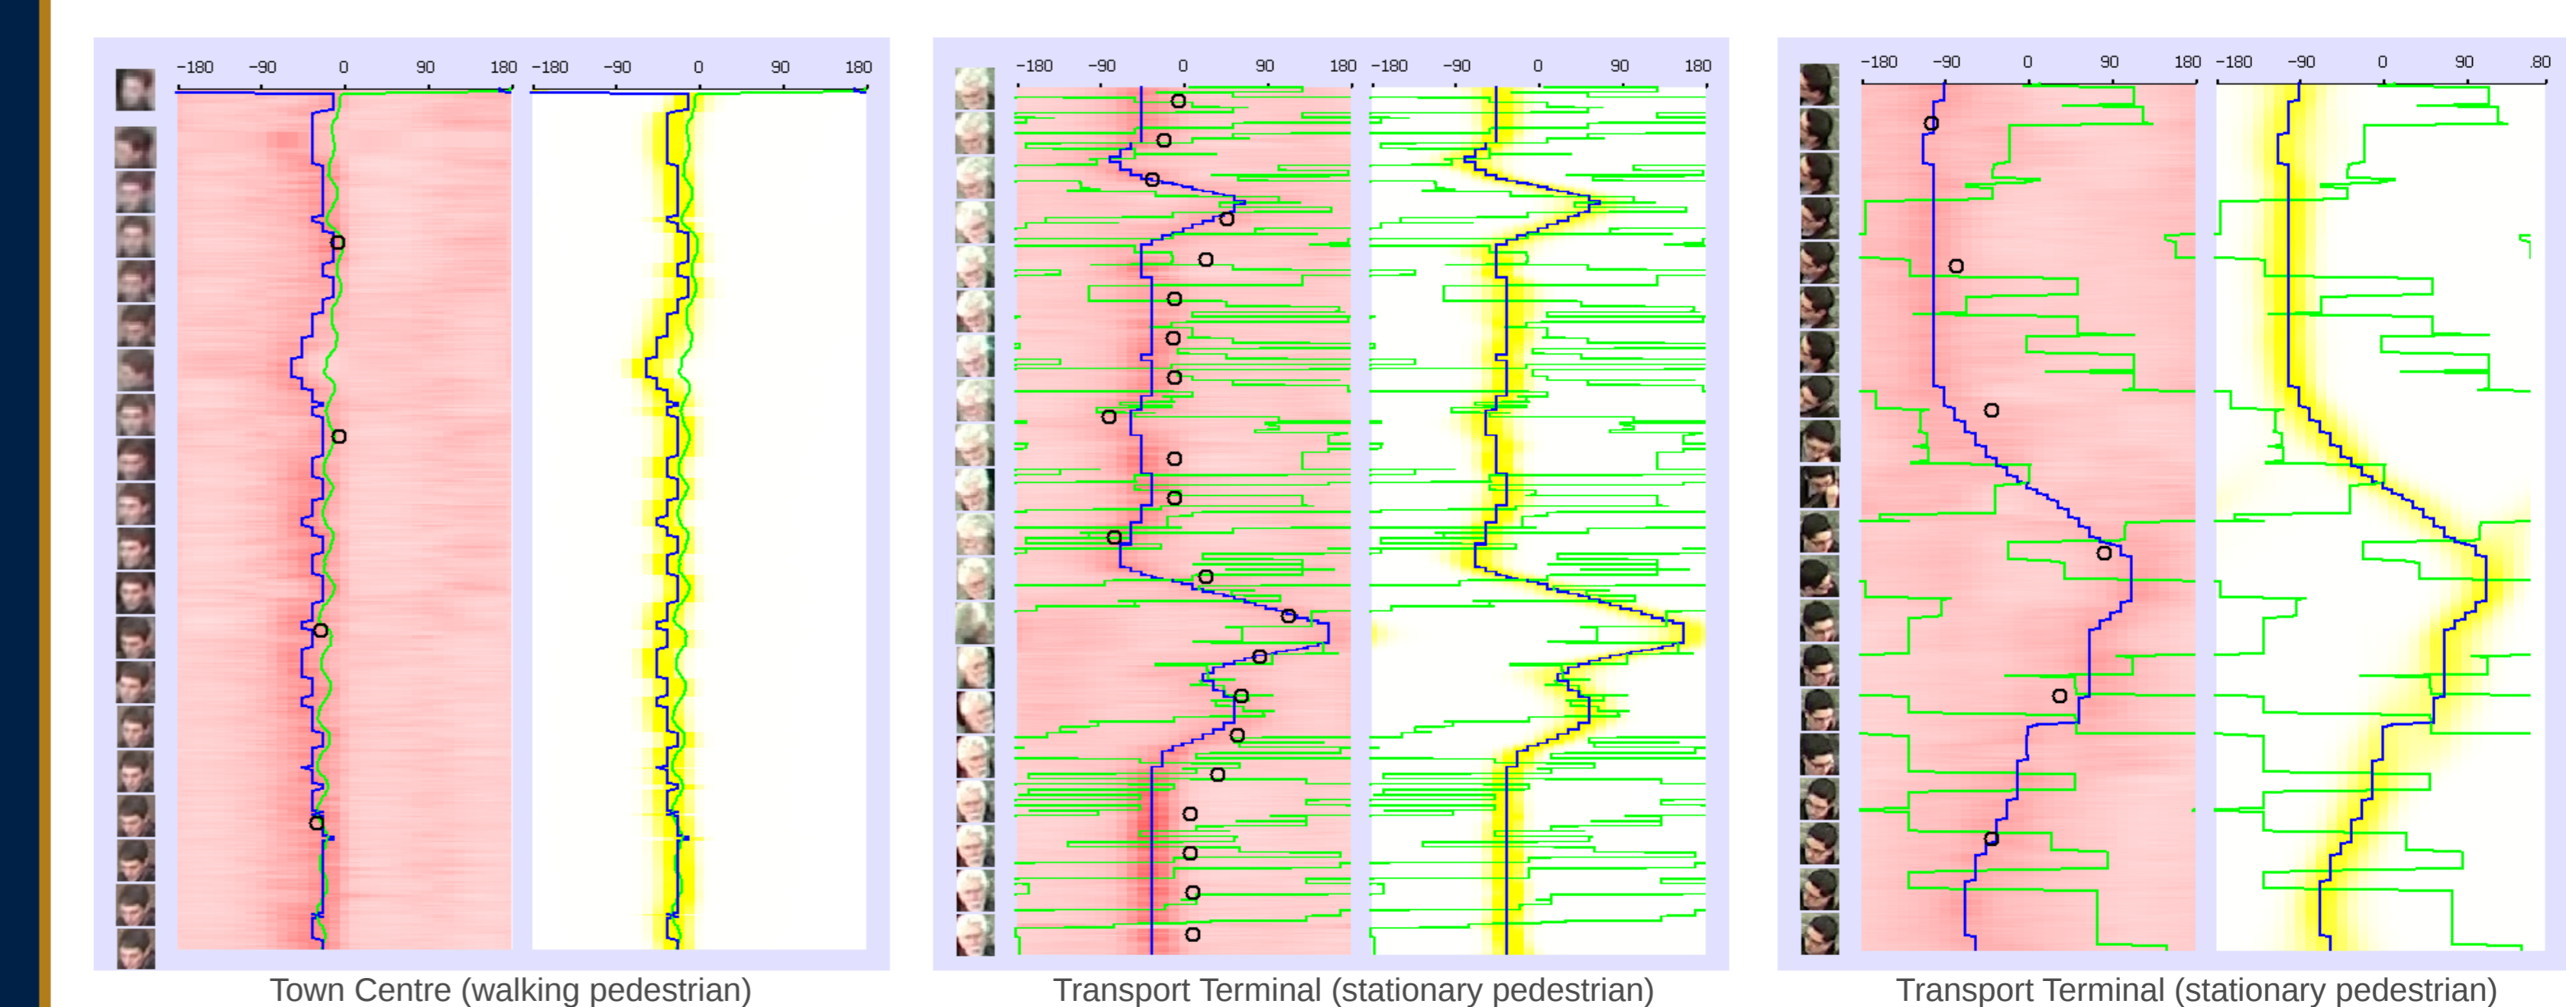 -180 -90 0 90 180 -180 -90 0 90 180
-180 -90 0 90 180 -180 -90 0 90 180
-180 -90 0 90 180 -180 -90 0 90 80
Town Centre (walking pedestrian)
Transport Terminal (stationary pedestrian)
Transport Terminal (stationary pedestrian)